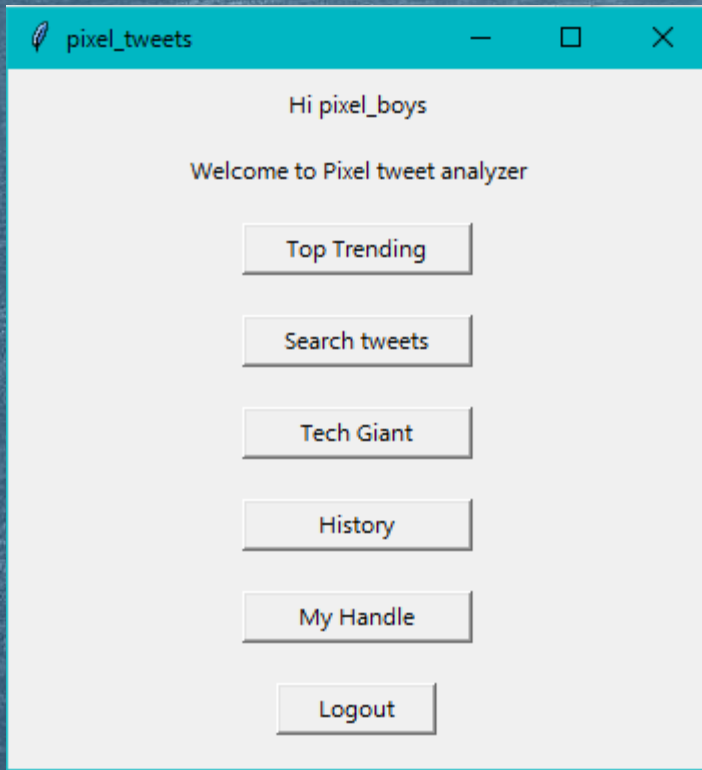 pixel_tweets
Hi pixel_boys
Welcome to Pixel tweet analyzer
Top Trending
Search tweets
Tech Giant
History
My Handle
Logout